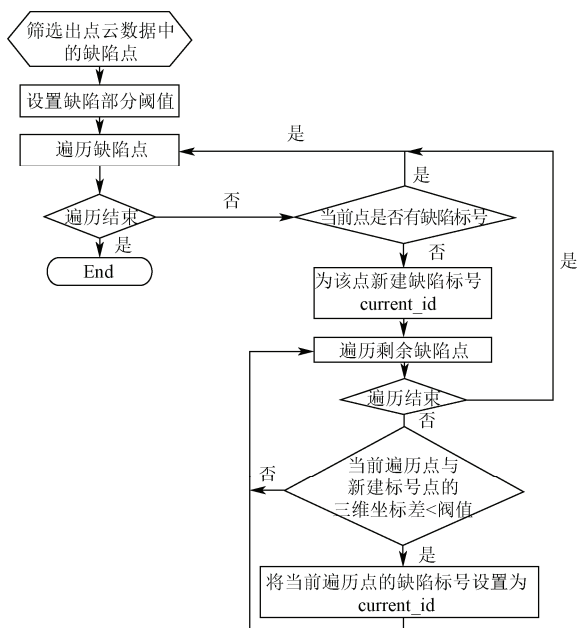 筛选出点云数据中
的缺陷点
设置缺陷部分阈值
遍历缺陷点
是
是
遍历结束
否
当前点是否有缺陷标号
是
End
否
是
为该点新建缺陷标号
current_id
遍历剩余缺陷点
遍历结束
否
当前遍历点与
新建标号点的
三维坐标差<阀值
否
是
将当前遍历点的缺陷标号设置为
current_id